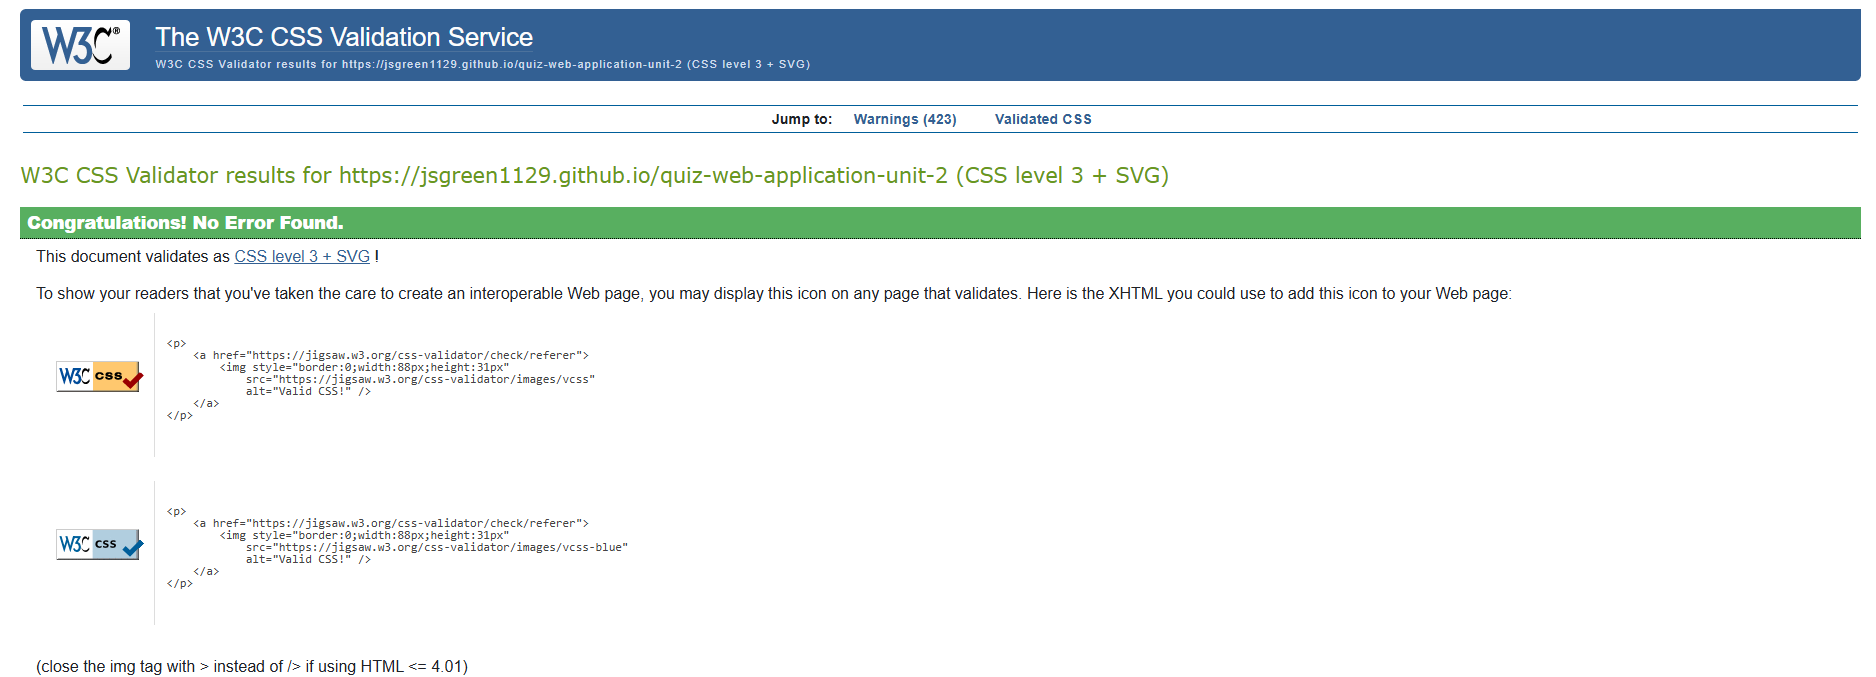 W3C® The W3C CSS Validation Service
W3C CSS Validator results for https://jsgreen1129.github.io/quiz-web-application-unit-2 (CSS level 3 + SVG)
Jump to: Warnings (423) Validated CSS
W3C CSS Validator results for https://jsgreen1129.github.io/quiz-web-application-unit-2 (CSS level 3 + SVG)
Congratulations! No Error Found.
This document validates as CSS level 3 + SVG !
To show your readers that you've taken the care to create an interoperable Web page, you may display this icon on any page that validates. Here is the XHTML you could use to add this icon to your Web page:
W3C css
<p>
    <a href="https://jigsaw.w3.org/css-validator/check/referer">
        <img style="border:0;width:88px;height:31px"
            src="https://jigsaw.w3.org/css-validator/images/vcss"
            alt="Valid CSS!" />
    </a>
</p>
W3C css
<p>
    <a href="https://jigsaw.w3.org/css-validator/check/referer">
        <img style="border:0;width:88px;height:31px"
            src="https://jigsaw.w3.org/css-validator/images/vcss-blue"
            alt="Valid CSS!" />
    </a>
</p>
(close the img tag with > instead of /> if using HTML <= 4.01)